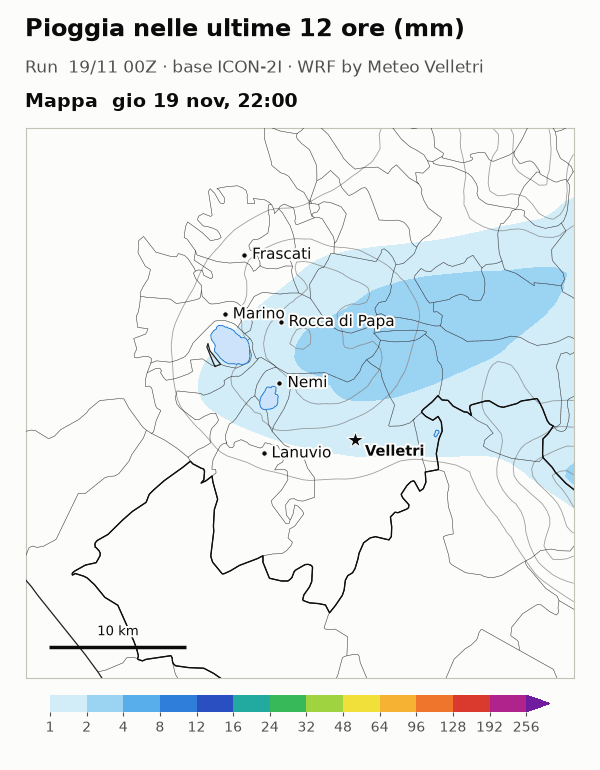 Pioggia nelle ultime 12 ore (mm)
Run  19/11 00Z · base ICON-2I · WRF by Meteo Velletri
Mappa  gio 19 nov, 22:00
Frascati
Marino
Rocca di Papa
Nemi
Velletri
Lanuvio
10 km
1 2 4 8 12 16 24 32 48 64 96 128 192 256